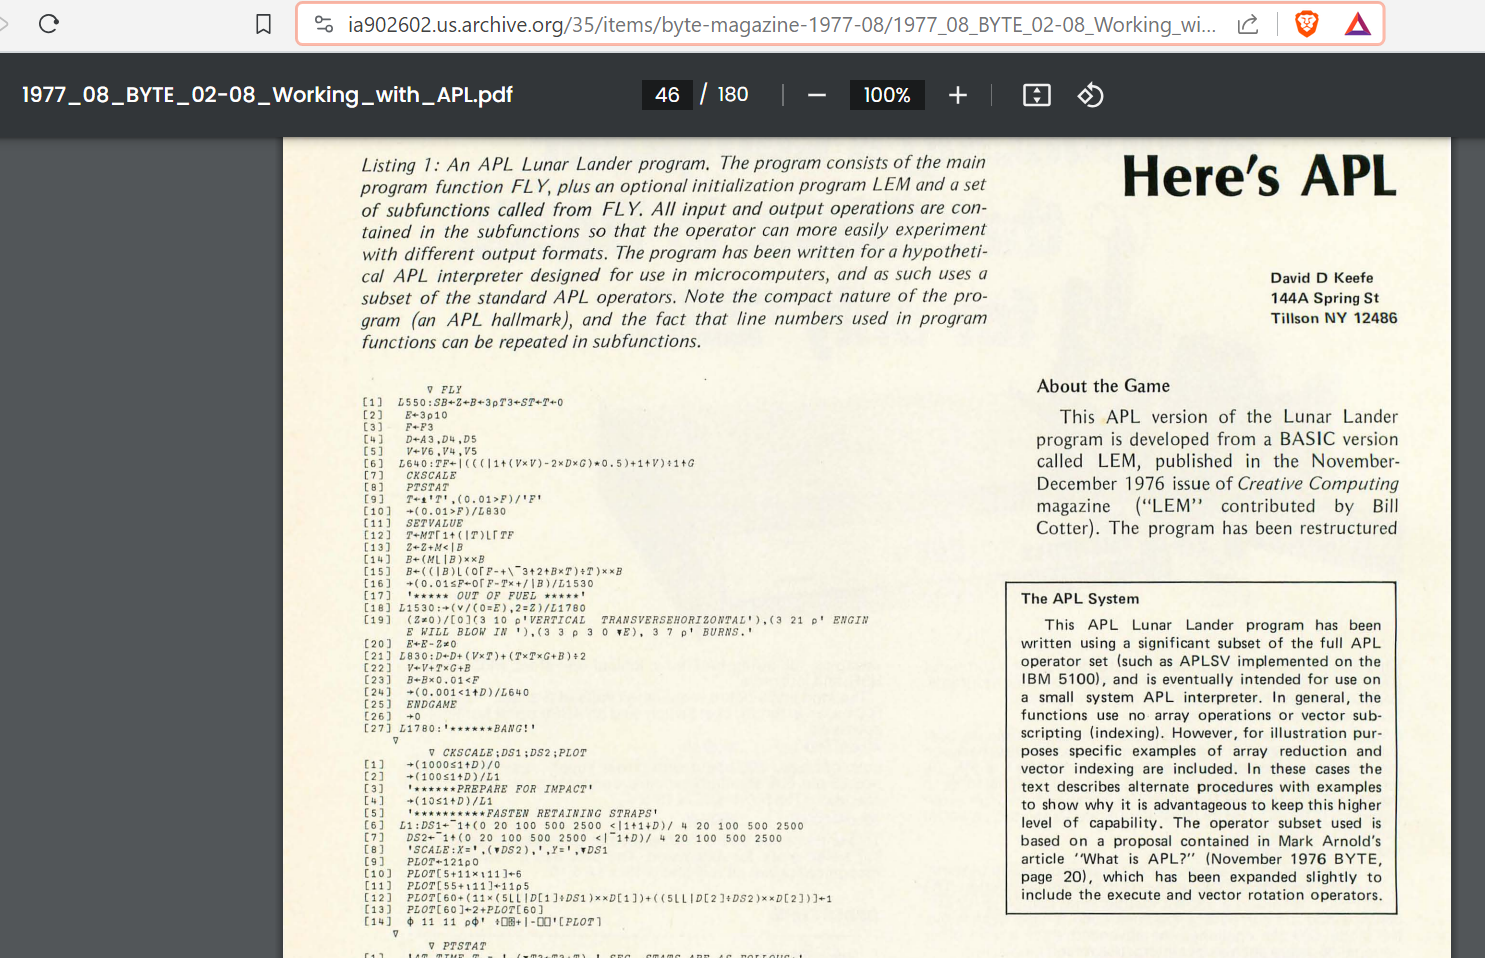 ia902602.us.archive.org/35/items/byte-magazine-1977-08/1977_08_BYTE_02-08_Working_wi...
1977_08_BYTE_02-08_Working_with_APL.pdf
46 / 180
100%
Listing 1: An APL Lunar Lander program. The program consists of the main
program function FLY, plus an optional initialization program LEM and a set
of subfunctions called from FLY. All input and output operations are con-
tained in the subfunctions so that the operator can more easily experiment
with different output formats. The program has been written for a hypotheti-
cal APL interpreter designed for use in microcomputers, and as such uses a
subset of the standard APL operators. Note the compact nature of the pro-
gram (an APL hallmark), and the fact that line numbers used in program
functions can be repeated in subfunctions.
∇ FLY
[1] L550:SB←Z←B←3⍴T3←ST←T←0
[2] E←3⍴10
[3] F←F3
[4] D←A3,D4,D5
[5] V←V6,V4,V5
[6] L640:TF←|(((|1↑(V×V)-2×D×G)*0.5)+1↑V)÷1↑G
[7] CKSCALE
[8] PTSTAT
[9] T←⍎'T',(0.01>F)/'F'
[10] →(0.01>F)/L830
[11] SETVALUE
[12] T←MT⌈1↑(|T)⌊⌈TF
[13] Z←Z+M<|B
[14] B←(M⌊|B)××B
[15] B←((|B)⌊(0⌈F-+\¯3↑2↑B×T)÷T)××B
[16] →(0.01≤F←0⌈F-T×+/|B)/L1530
[17] '***** OUT OF FUEL *****'
[18] L1530:→(∨/(0=E),2=Z)/L1780
[19] (Z≠0)/[0](3 10 ⍴'VERTICAL TRANSVERSEHORIZONTAL'),(3 21 ⍴' ENGIN
E WILL BLOW IN '),(3 3 ⍴ 3 0 ⍕E), 3 7 ⍴' BURNS.'
[20] E←E-Z≠0
[21] L830:D←D+(V×T)+(T×T×G+B)÷2
[22] V←V+T×G+B
[23] B←B×0.01<F
[24] →(0.001<1↑D)/L640
[25] ENDGAME
[26] →0
[27] L1780:'******BANG!'
∇
∇ CKSCALE;DS1;DS2;PLOT
[1] →(1000≤1↑D)/0
[2] →(100≤1↑D)/L1
[3] '******PREPARE FOR IMPACT'
[4] →(10≤1↑D)/L1
[5] '**********FASTEN RETAINING STRAPS'
[6] L1:DS1←¯1↑(0 20 100 500 2500 <|1↑1↓D)/ 4 20 100 500 2500
[7] DS2←¯1↑(0 20 100 500 2500 <|¯1↑D)/ 4 20 100 500 2500
[8] 'SCALE:X=',(⍕DS2),',Y=',⍕DS1
[9] PLOT←121⍴0
[10] PLOT[5+11×⍳11]←6
[11] PLOT[55+⍳11]←11⍴5
[12] PLOT[60+(11×(5⌊⌊|D[1]÷DS1)××D[1])+((5⌊⌊|D[2]÷DS2)××D[2])]←1
[13] PLOT[60]←2+PLOT[60]
[14]
∇
∇ PTSTAT
Here's APL
David D Keefe
144A Spring St
Tillson NY 12486
About the Game
This APL version of the Lunar Lander
program is developed from a BASIC version
called LEM, published in the November-
December 1976 issue of Creative Computing
magazine (“LEM” contributed by Bill
Cotter). The program has been restructured
The APL System
This APL Lunar Lander program has been
written using a significant subset of the full APL
operator set (such as APLSV implemented on the
IBM 5100), and is eventually intended for use on
a small system APL interpreter. In general, the
functions use no array operations or vector sub-
scripting (indexing). However, for illustration pur-
poses specific examples of array reduction and
vector indexing are included. In these cases the
text describes alternate procedures with examples
to show why it is advantageous to keep this higher
level of capability. The operator subset used is
based on a proposal contained in Mark Arnold's
article “What is APL?” (November 1976 BYTE,
page 20), which has been expanded slightly to
include the execute and vector rotation operators.